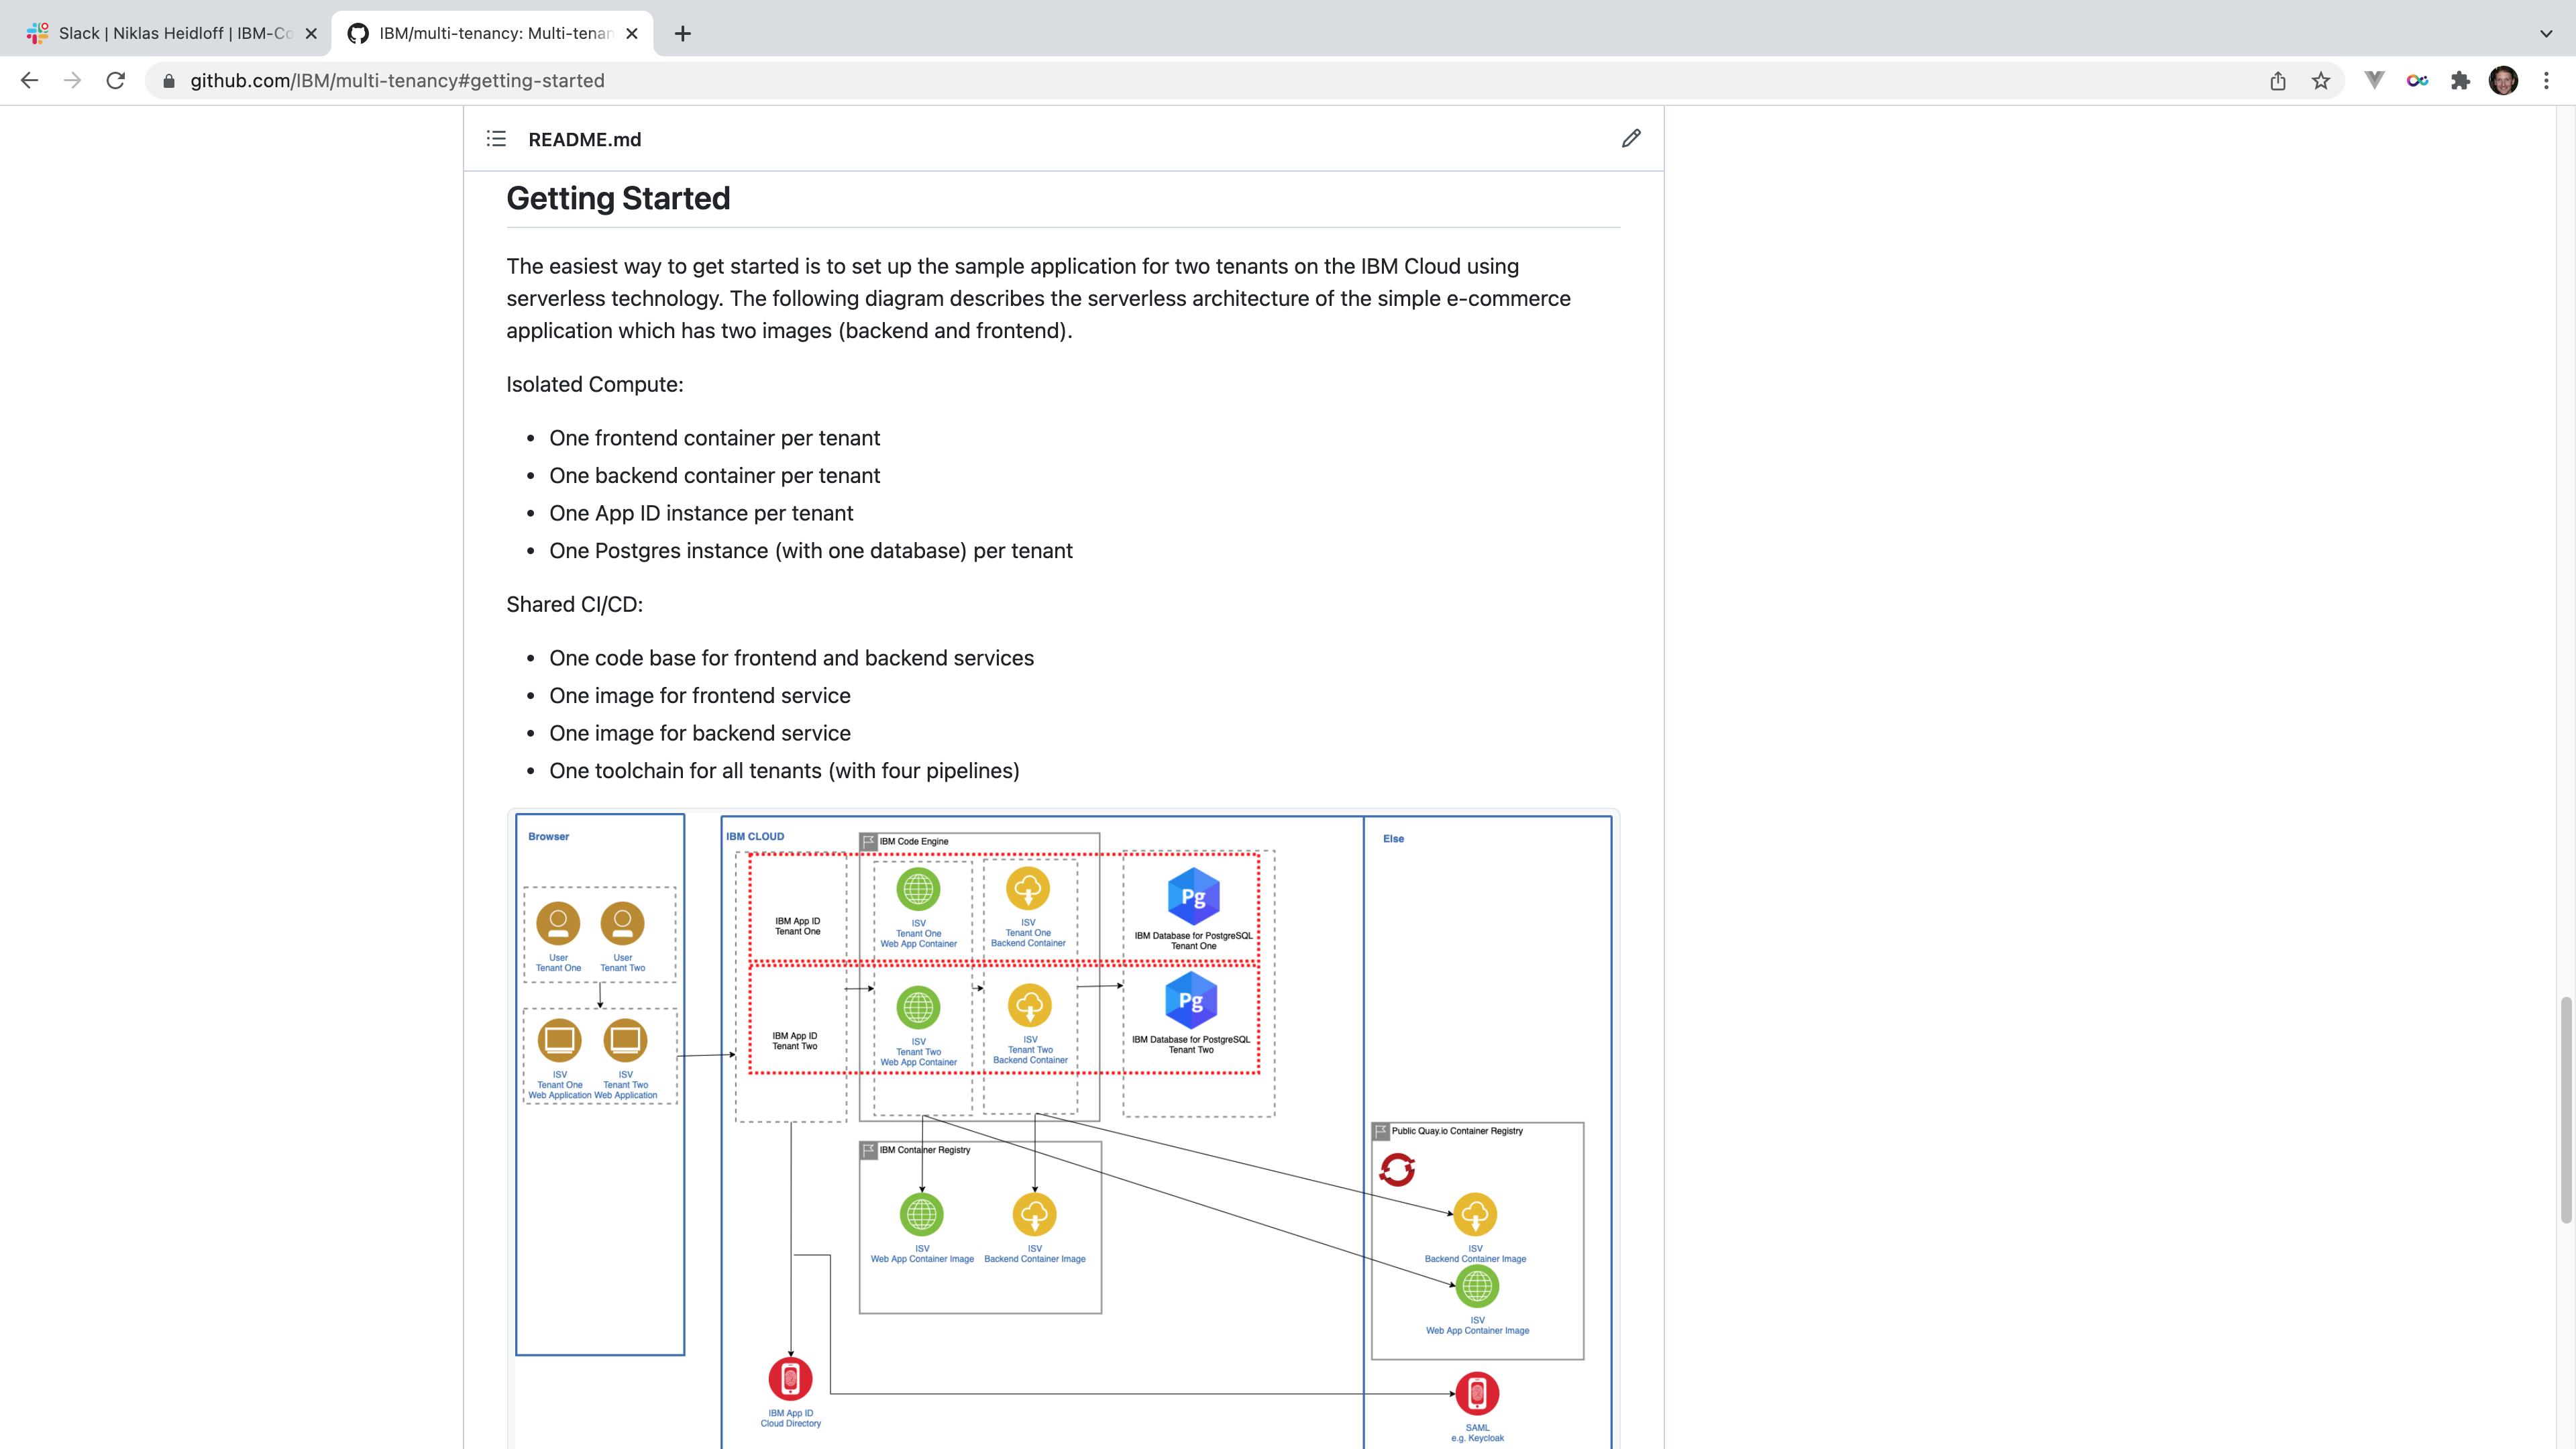 Slack | Niklas Heidloff | IBM-Co
IBM/multi-tenancy: Multi-tenan
github.com/IBM/multi-tenancy#getting-started
README.md
Getting Started
The easiest way to get started is to set up the sample application for two tenants on the IBM Cloud using
serverless technology. The following diagram describes the serverless architecture of the simple e-commerce
application which has two images (backend and frontend).
Isolated Compute:
• One frontend container per tenant
• One backend container per tenant
• One App ID instance per tenant
• One Postgres instance (with one database) per tenant
Shared CI/CD:
• One code base for frontend and backend services
• One image for frontend service
• One image for backend service
• One toolchain for all tenants (with four pipelines)
Browser
User
Tenant One
User
Tenant Two
ISV
Tenant One
Web Application
ISV
Tenant Two
Web Application
IBM CLOUD
IBM Code Engine
IBM App ID
Tenant One
ISV
Tenant One
Web App Container
ISV
Tenant One
Backend Container
Pg
IBM Database for PostgreSQL
Tenant One
IBM App ID
Tenant Two
ISV
Tenant Two
Web App Container
ISV
Tenant Two
Backend Container
Pg
IBM Database for PostgreSQL
Tenant Two
IBM Container Registry
ISV
Web App Container Image
ISV
Backend Container Image
IBM App ID
Cloud Directory
Else
Public Quay.io Container Registry
ISV
Backend Container Image
ISV
Web App Container Image
SAML
e.g. Keycloak